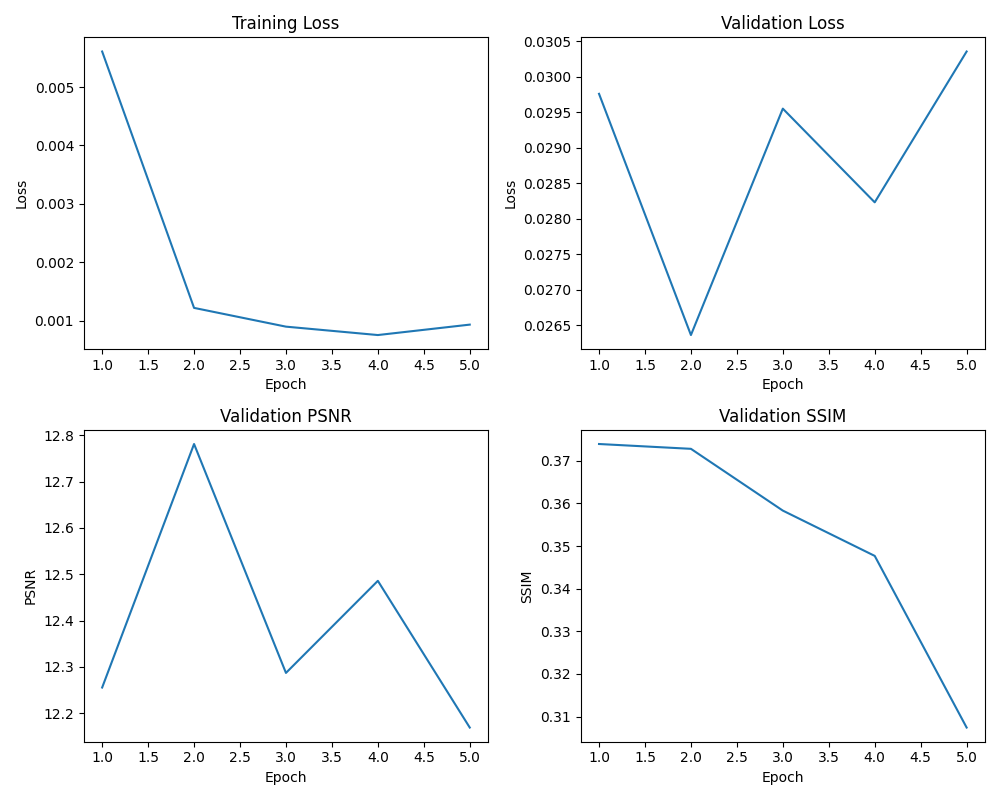 Training Loss
Loss
0.005
0.004
0.003
0.002
0.001
1.0 1.5 2.0 2.5 3.0 3.5 4.0 4.5 5.0
Epoch
Validation Loss
Loss
0.0305
0.0300
0.0295
0.0290
0.0285
0.0280
0.0275
0.0270
0.0265
1.0 1.5 2.0 2.5 3.0 3.5 4.0 4.5 5.0
Epoch
Validation PSNR
PSNR
12.8
12.7
12.6
12.5
12.4
12.3
12.2
1.0 1.5 2.0 2.5 3.0 3.5 4.0 4.5 5.0
Epoch
Validation SSIM
SSIM
0.37
0.36
0.35
0.34
0.33
0.32
0.31
1.0 1.5 2.0 2.5 3.0 3.5 4.0 4.5 5.0
Epoch